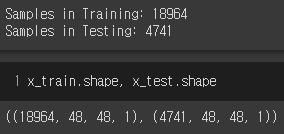 Samples in Training: 18964
Samples in Testing: 4741
1 x_train.shape, x_test.shape
((18964, 48, 48, 1), (4741, 48, 48, 1))